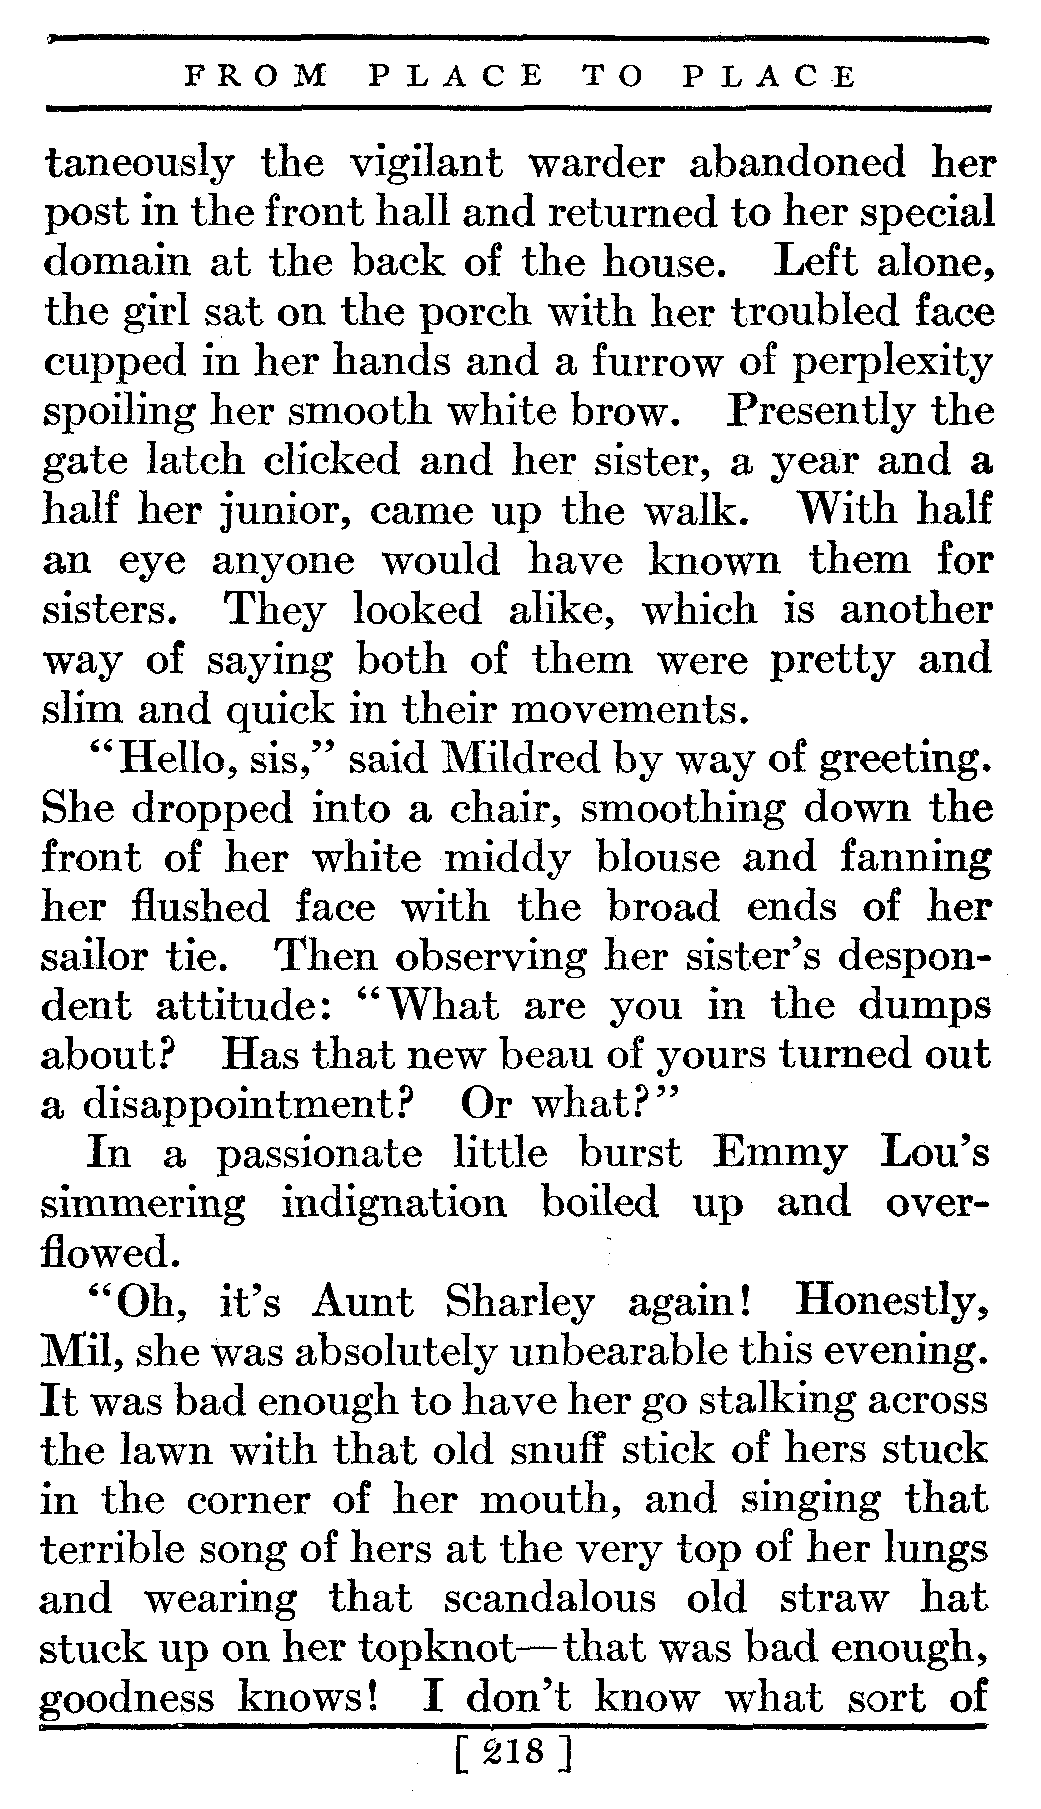 FROM PLACE TO PLACE
taneously the vigilant warder abandoned her
post in the front hall and returned to her special
domain at the back of the house. Left alone,
the girl sat on the porch with her troubled face
cupped in her hands and a furrow of perplexity
spoiling her smooth white brow. Presently the
gate latch clicked and her sister, a year and a
half her junior, came up the walk. With half
an eye anyone would have known them for
sisters. They looked alike, which is another
way of saying both of them were pretty and
slim and quick in their movements.
“Hello, sis,” said Mildred by way of greeting.
She dropped into a chair, smoothing down the
front of her white middy blouse and fanning
her flushed face with the broad ends of her
sailor tie. Then observing her sister’s despon-
dent attitude: “What are you in the dumps
about? Has that new beau of yours turned out
a disappointment? Or what?”
In a passionate little burst Emmy Lou’s
simmering indignation boiled up and over-
flowed.
“Oh, it’s Aunt Sharley again! Honestly,
Mil, she was absolutely unbearable this evening.
It was bad enough to have her go stalking across
the lawn with that old snuff stick of hers stuck
in the corner of her mouth, and singing that
terrible song of hers at the very top of her lungs
and wearing that scandalous old straw hat
stuck up on her topknot—that was bad enough,
goodness knows! I don’t know what sort of
[ 218 ]